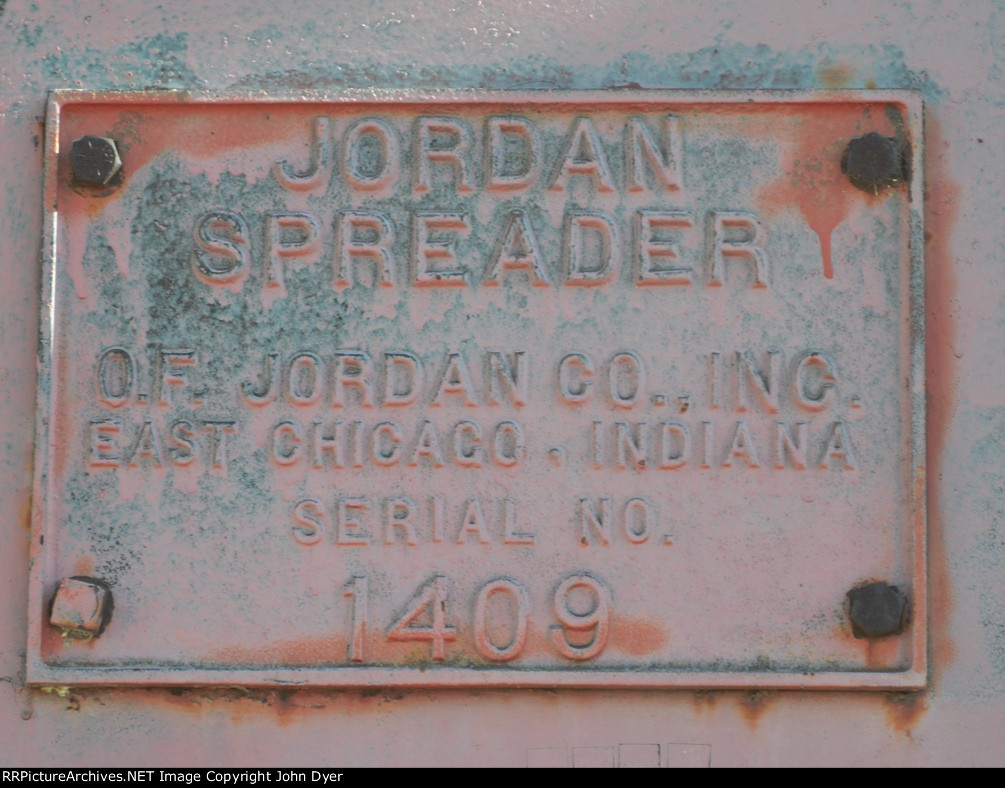 JORDAN
SPREADER
O.F. JORDAN CO., INC.
EAST CHICAGO, INDIANA
SERIAL NO.
1409
RRPictureArchives.NET Image Copyright John Dyer